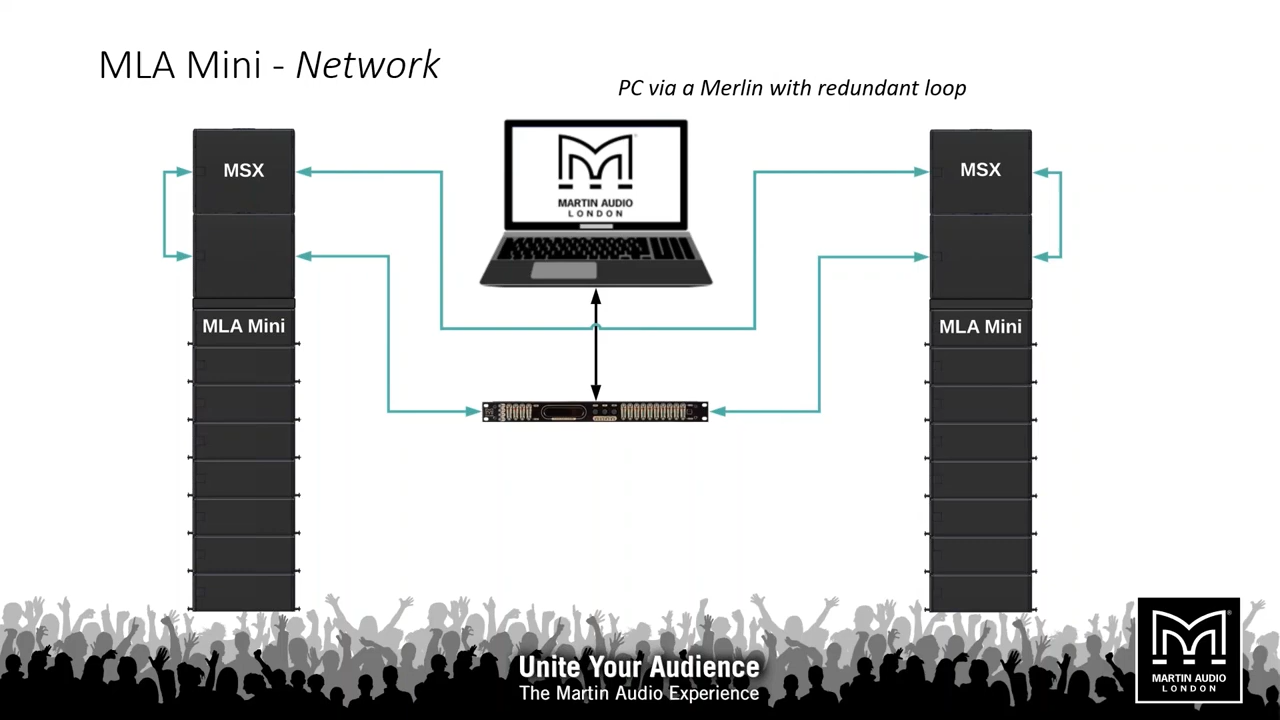 MLA Mini - Network
PC via a Merlin with redundant loop
MSX
MLA Mini
MARTIN AUDIO
LONDON
MSX
MLA Mini
Unite Your Audience
The Martin Audio Experience
MARTIN AUDIO
LONDON